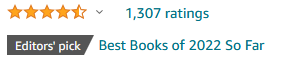 1,307 ratings
Editors' pick Best Books of 2022 So Far